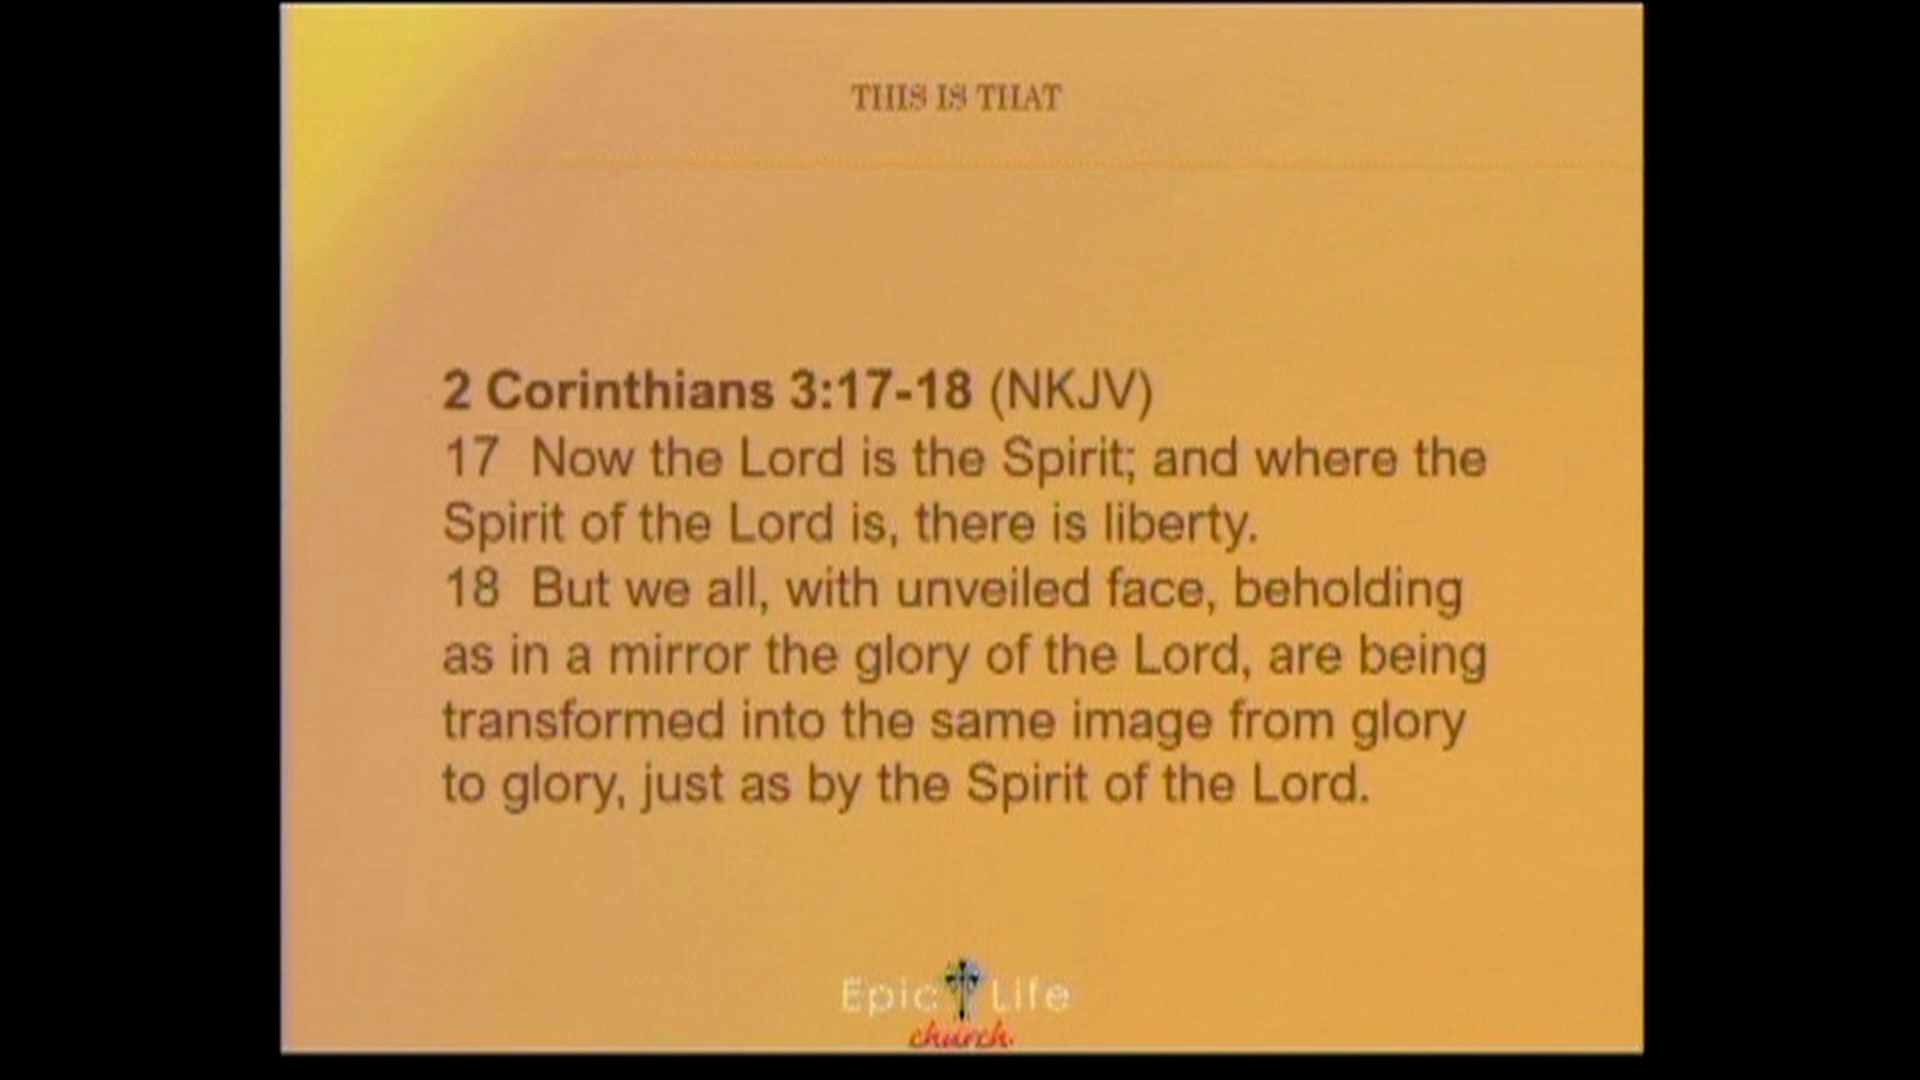 THIS IS THAT
2 Corinthians 3:17-18 (NKJV)
17 Now the Lord is the Spirit; and where the
Spirit of the Lord is, there is liberty.
18 But we all, with unveiled face, beholding
as in a mirror the glory of the Lord, are being
transformed into the same image from glory
to glory, just as by the Spirit of the Lord.
Epic Life
church.